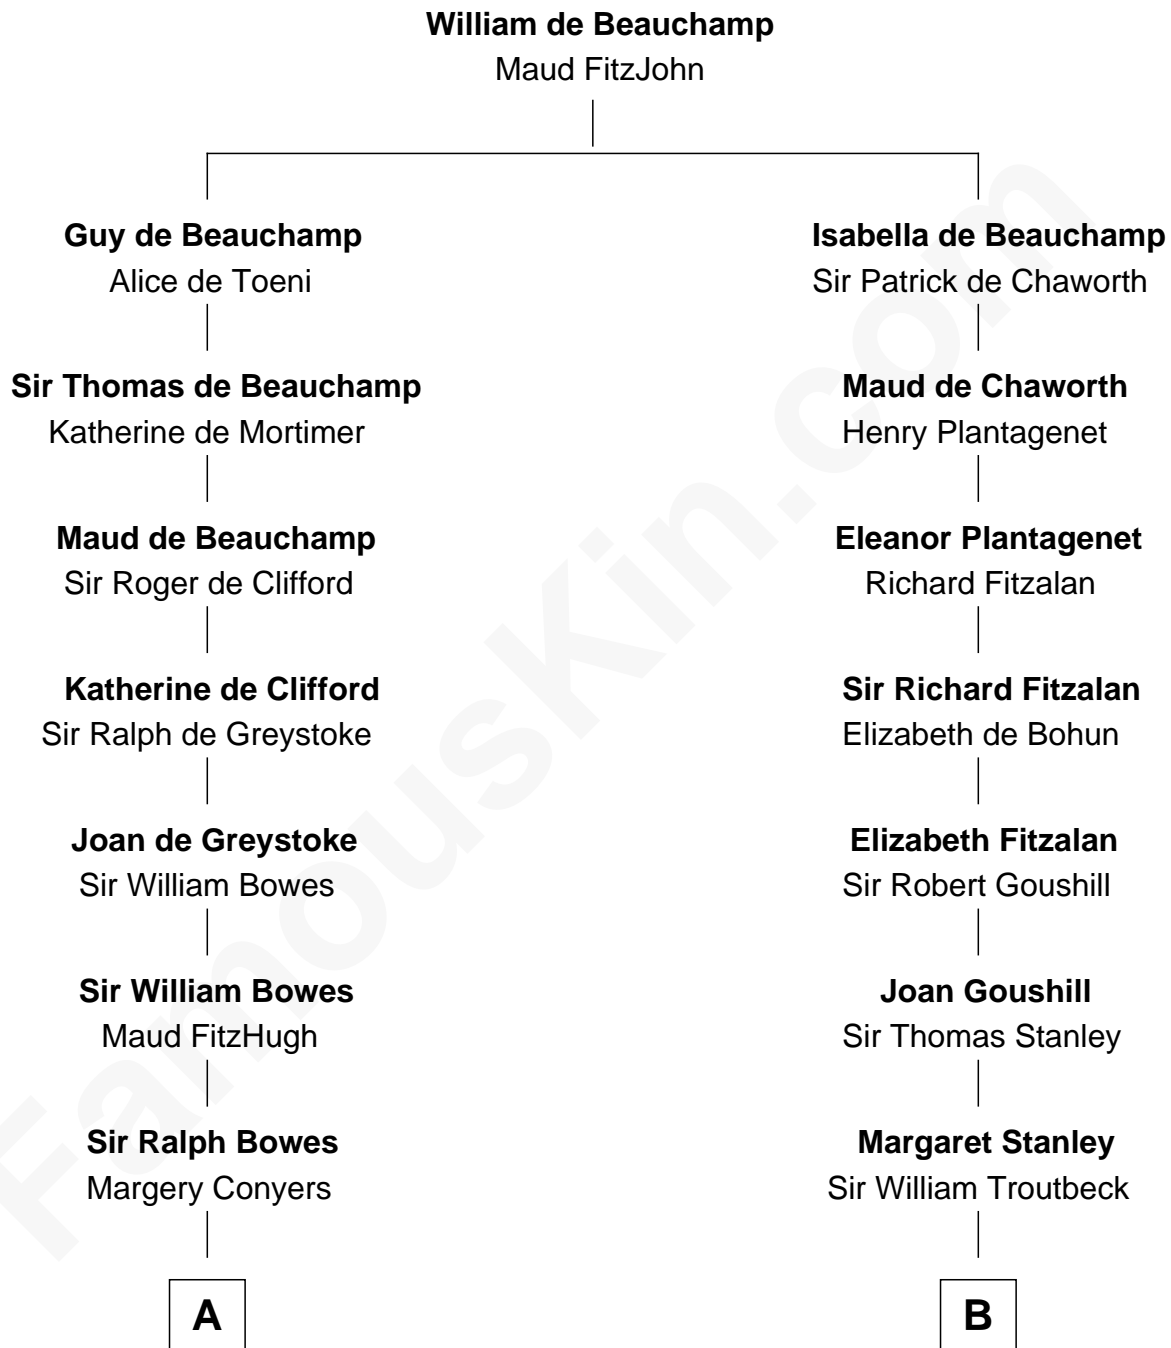 William de Beauchamp
Maud FitzJohn
Guy de Beauchamp
Alice de Toeni
Isabella de Beauchamp
Sir Patrick de Chaworth
Sir Thomas de Beauchamp
Katherine de Mortimer
Maud de Chaworth
Henry Plantagenet
Maud de Beauchamp
Sir Roger de Clifford
Eleanor Plantagenet
Richard Fitzalan
Katherine de Clifford
Sir Ralph de Greystoke
Sir Richard Fitzalan
Elizabeth de Bohun
Joan de Greystoke
Sir William Bowes
Elizabeth Fitzalan
Sir Robert Goushill
Sir William Bowes
Maud FitzHugh
Joan Goushill
Sir Thomas Stanley
Sir Ralph Bowes
Margery Conyers
Margaret Stanley
Sir William Troutbeck
A
B
FamousKin.com